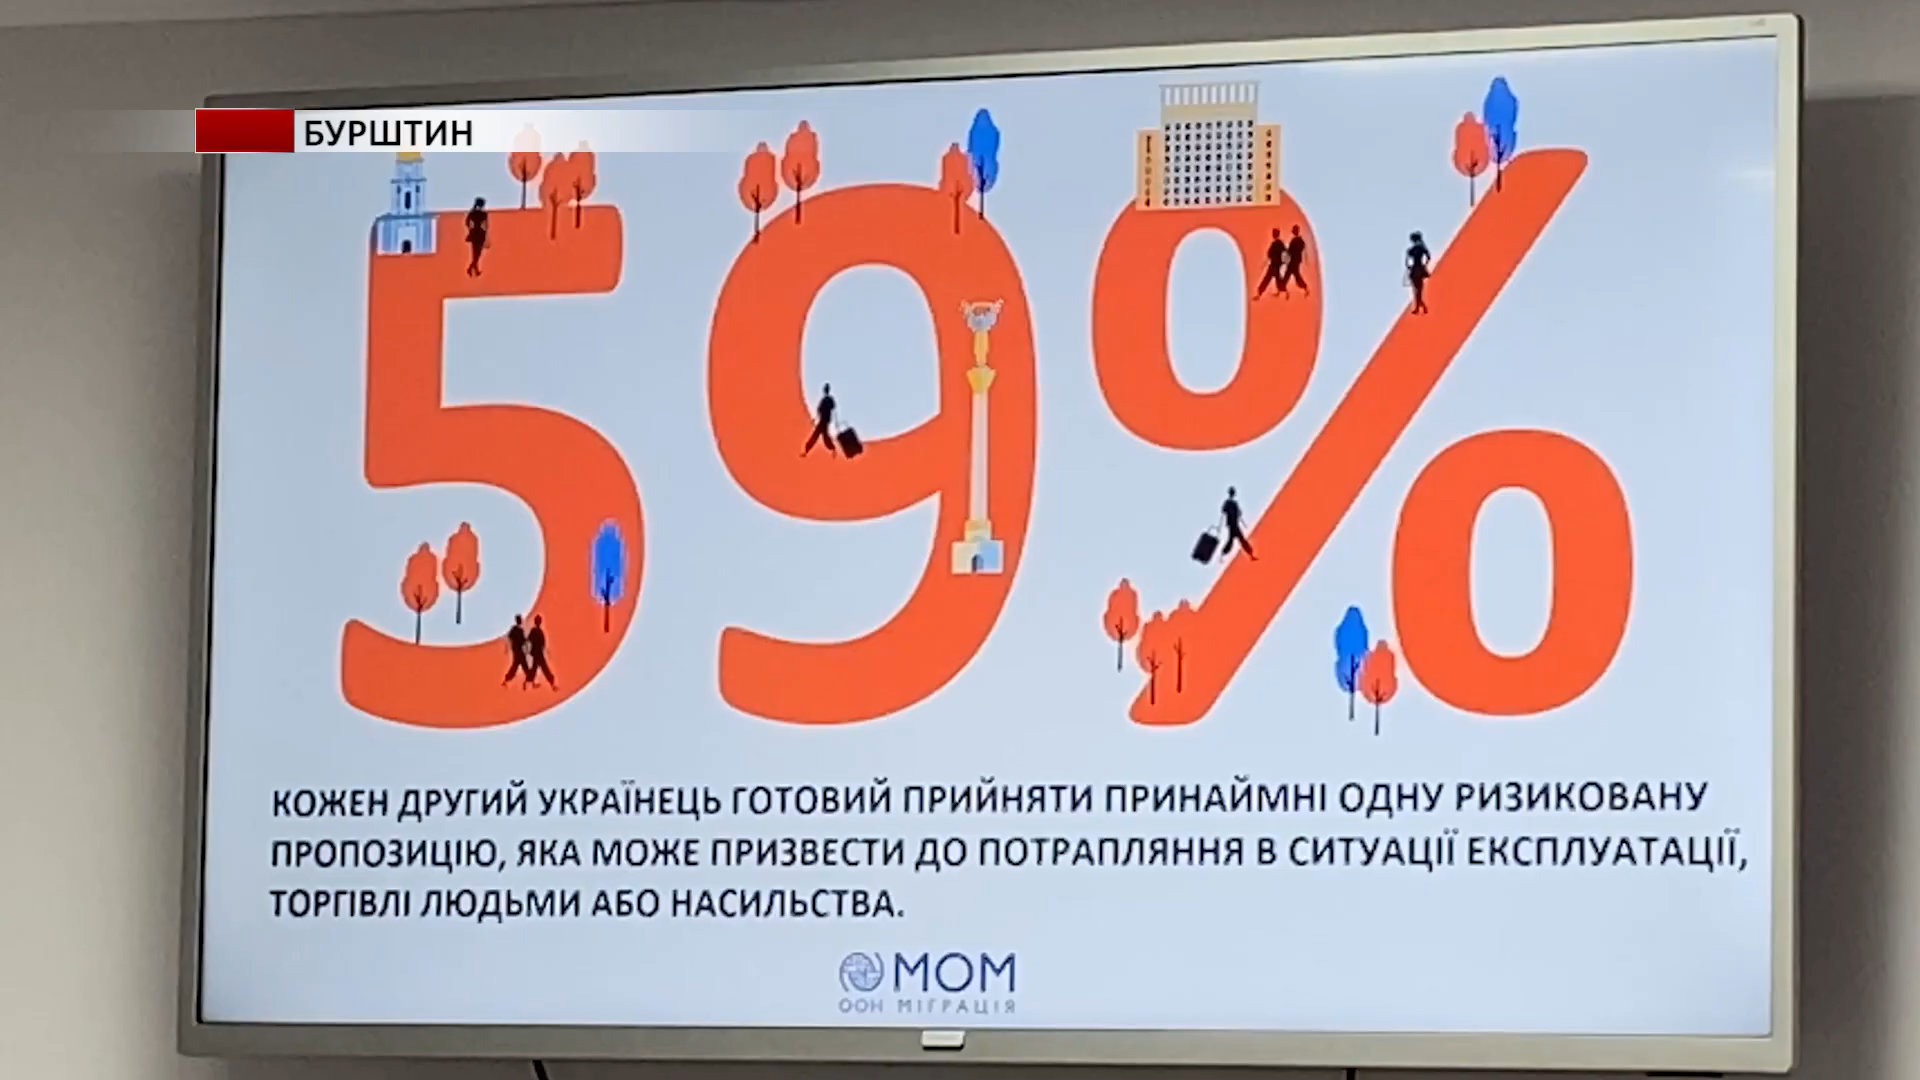 БУРШТИН
59%
КОЖЕН ДРУГИЙ УКРАЇНЕЦЬ ГОТОВИЙ ПРИЙНЯТИ ПРИНАЙМНІ ОДНУ РИЗИКОВАНУ
ПРОПОЗИЦІЮ, ЯКА МОЖЕ ПРИЗВЕСТИ ДО ПОТРАПЛЯННЯ В СИТУАЦІЇ ЕКСПЛУАТАЦІЇ,
ТОРГІВЛІ ЛЮДЬМИ АБО НАСИЛЬСТВА.
МОМ
ООН МІГРАЦІЯ